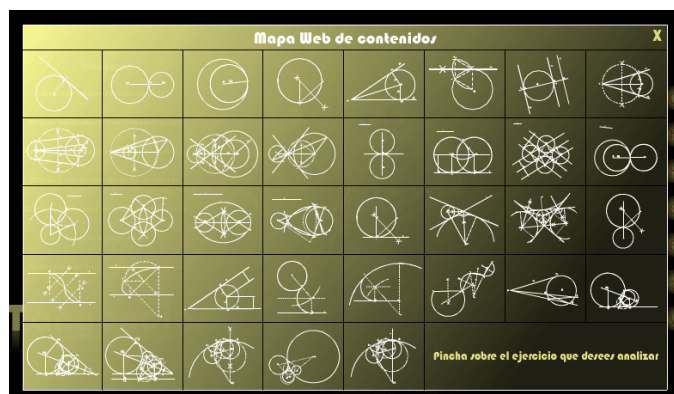 Mapa Web de contenidos
X
Pincha sobre el ejercicio que desees analizar